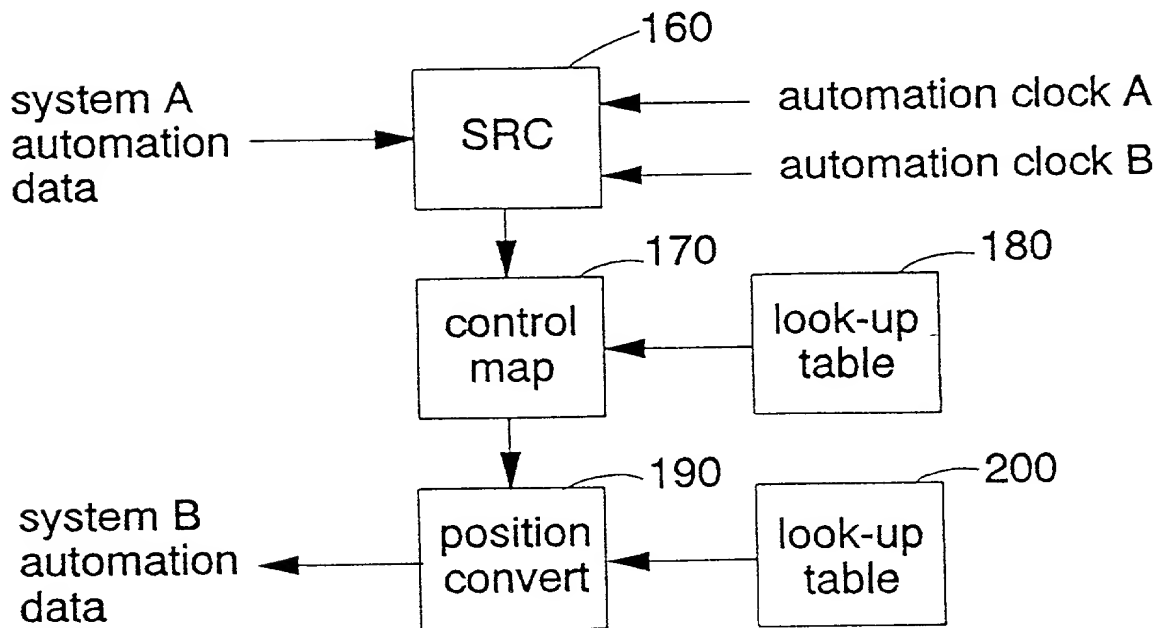 160
system A
automation
data
SRC
automation clock A
automation clock B
170
180
control
map
look-up
table
190
200
system B
automation
data
position
convert
look-up
table